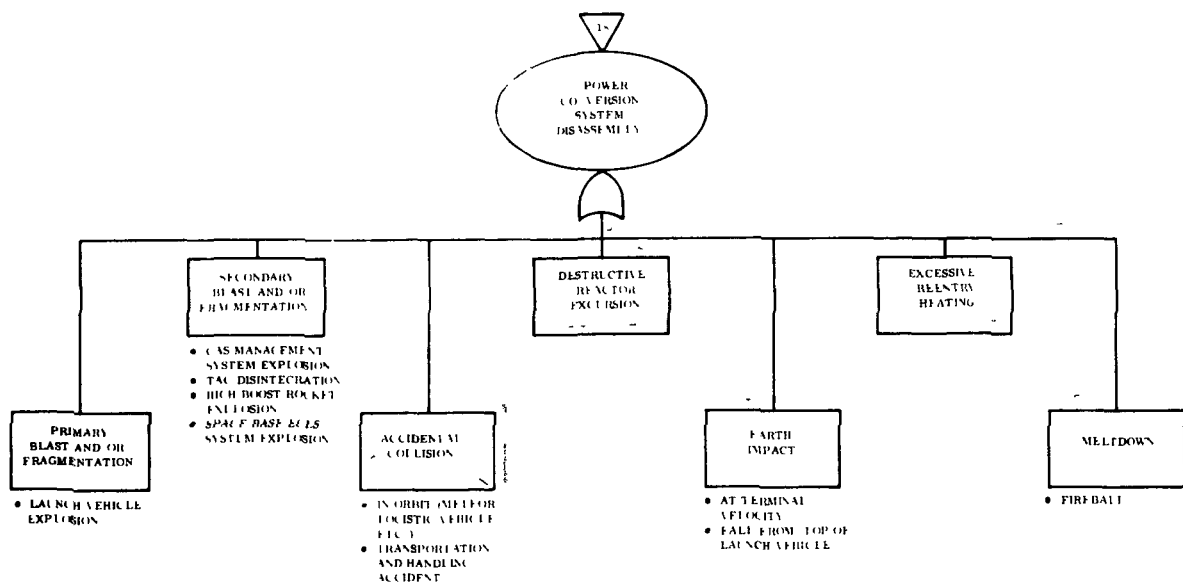 18
POWER
CONVERSION
SYSTEM
DISASSEMBLY
SECONDARY
BLAST AND OR
FRAGMENTATION
DESTRUCTIVE
REACTOR
EXCURSION
EXCESSIVE
REENTRY
HEATING
• GAS MANAGEMENT
SYSTEM EXPLOSION
• TAC DISINTEGRATION
• HIGH BOOST ROCKET
EXPLOSION
• SPACE BASE ECLS
SYSTEM EXPLOSION
PRIMARY
BLAST AND OR
FRAGMENTATION
• LAUNCH VEHICLE
EXPLOSION
ACCIDENTAL
COLLISION
• IN ORBIT (METEOR
LOGISTIC VEHICLE
ETC.)
• TRANSPORTATION
AND HANDLING
ACCIDENT
EARTH
IMPACT
• AT TERMINAL
VELOCITY
• FALL FROM TOP OF
LAUNCH VEHICLE
MELTDOWN
• FIREBALL